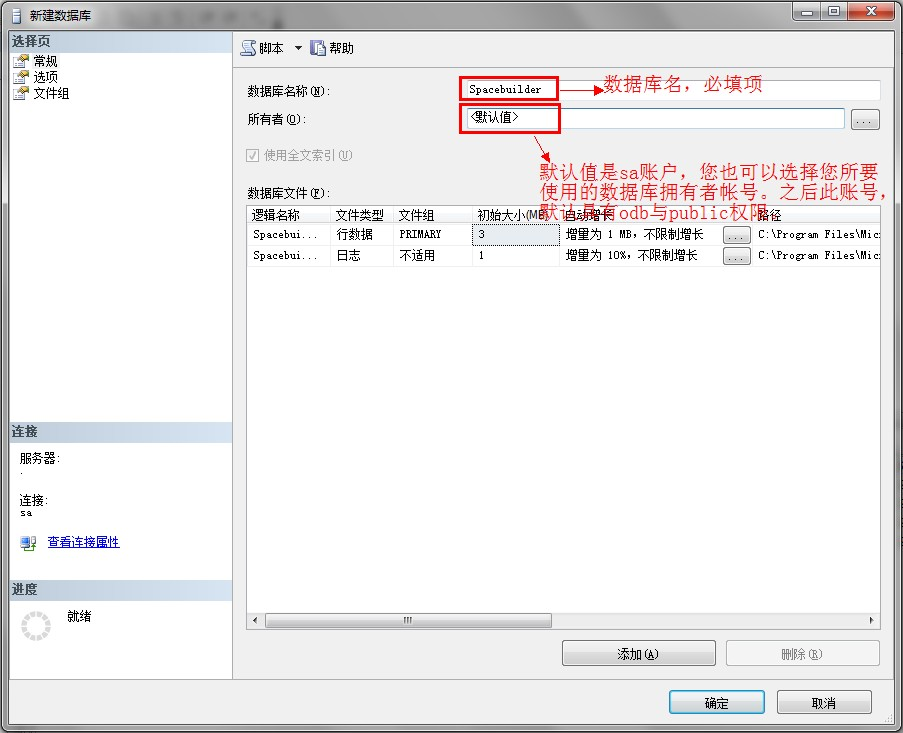 新建数据库
选择页
常规
选项
文件组
脚本 帮助
数据库名称(N):
Spacebuilder
数据库名，必填项
所有者(O):
<默认值>
...
使用全文索引(U)
默认值是sa账户，您也可以选择您所要
使用的数据库拥有者帐号。之后此账号，
默认具有odb与public权限
数据库文件(F):
逻辑名称 文件类型 文件组 初始大小(MB) 自动增长 路径
Spacebui... 行数据 PRIMARY 3 增量为 1 MB，不限制增长 ... C:\Program Files\Mic
Spacebui... 日志 不适用 1 增量为 10%，不限制增长 ... C:\Program Files\Mic
连接
服务器:
.
连接:
sa
查看连接属性
进度
就绪
添加(A) 删除(R)
确定 取消